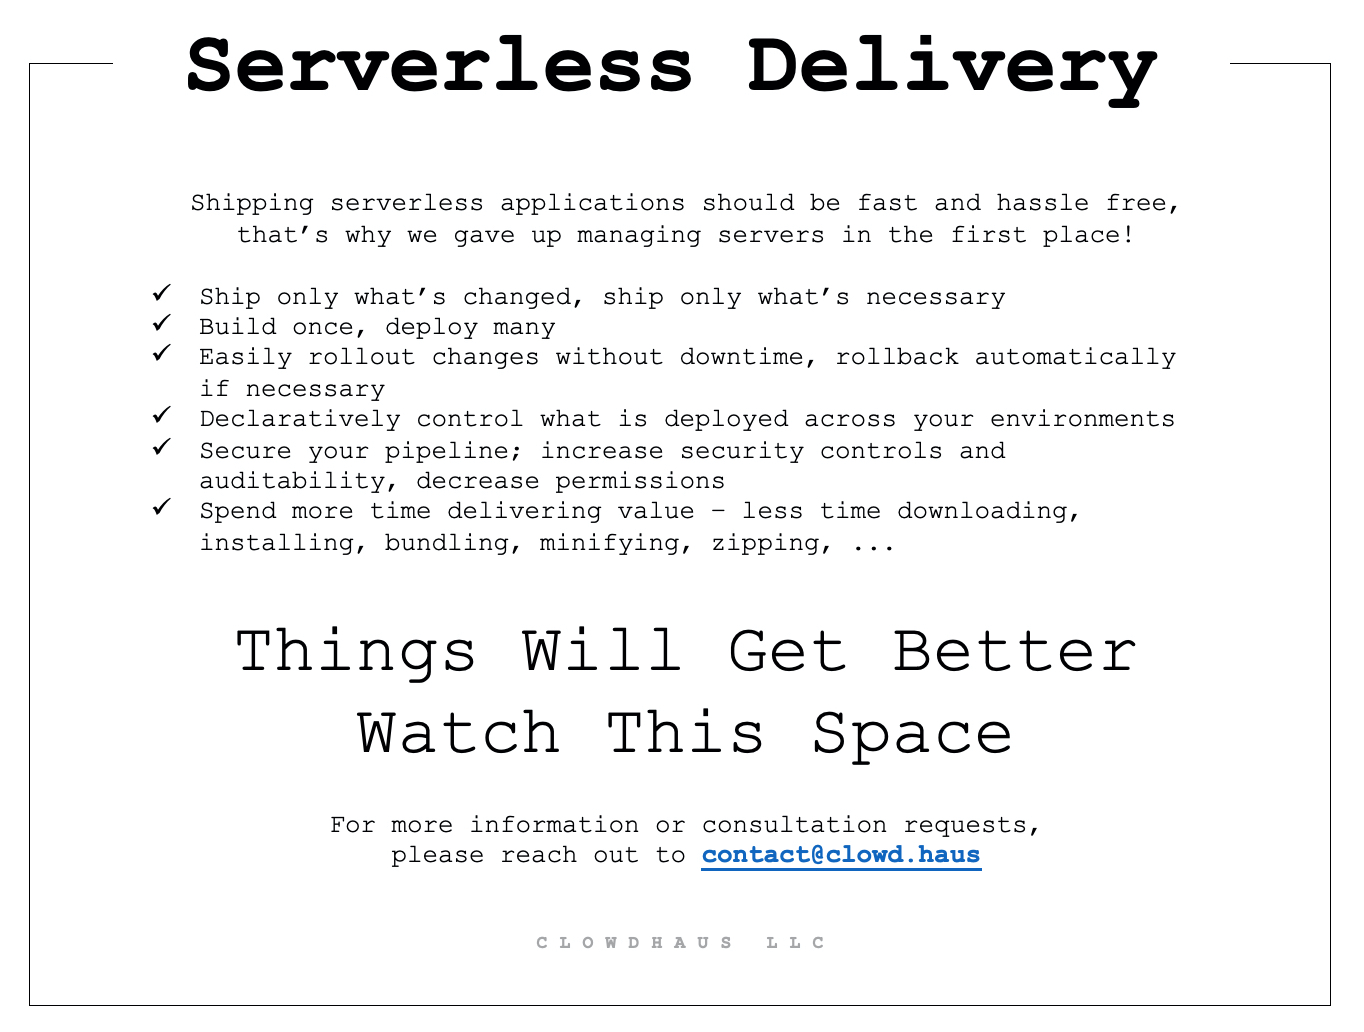 Serverless Delivery
Shipping serverless applications should be fast and hassle free,
that’s why we gave up managing servers in the first place!
✓ Ship only what’s changed, ship only what’s necessary
✓ Build once, deploy many
✓ Easily rollout changes without downtime, rollback automatically
if necessary
✓ Declaratively control what is deployed across your environments
✓ Secure your pipeline; increase security controls and
auditability, decrease permissions
✓ Spend more time delivering value – less time downloading,
installing, bundling, minifying, zipping, ...
Things Will Get Better
Watch This Space
For more information or consultation requests,
please reach out to contact@clowd.haus
CLOWDHAUS LLC